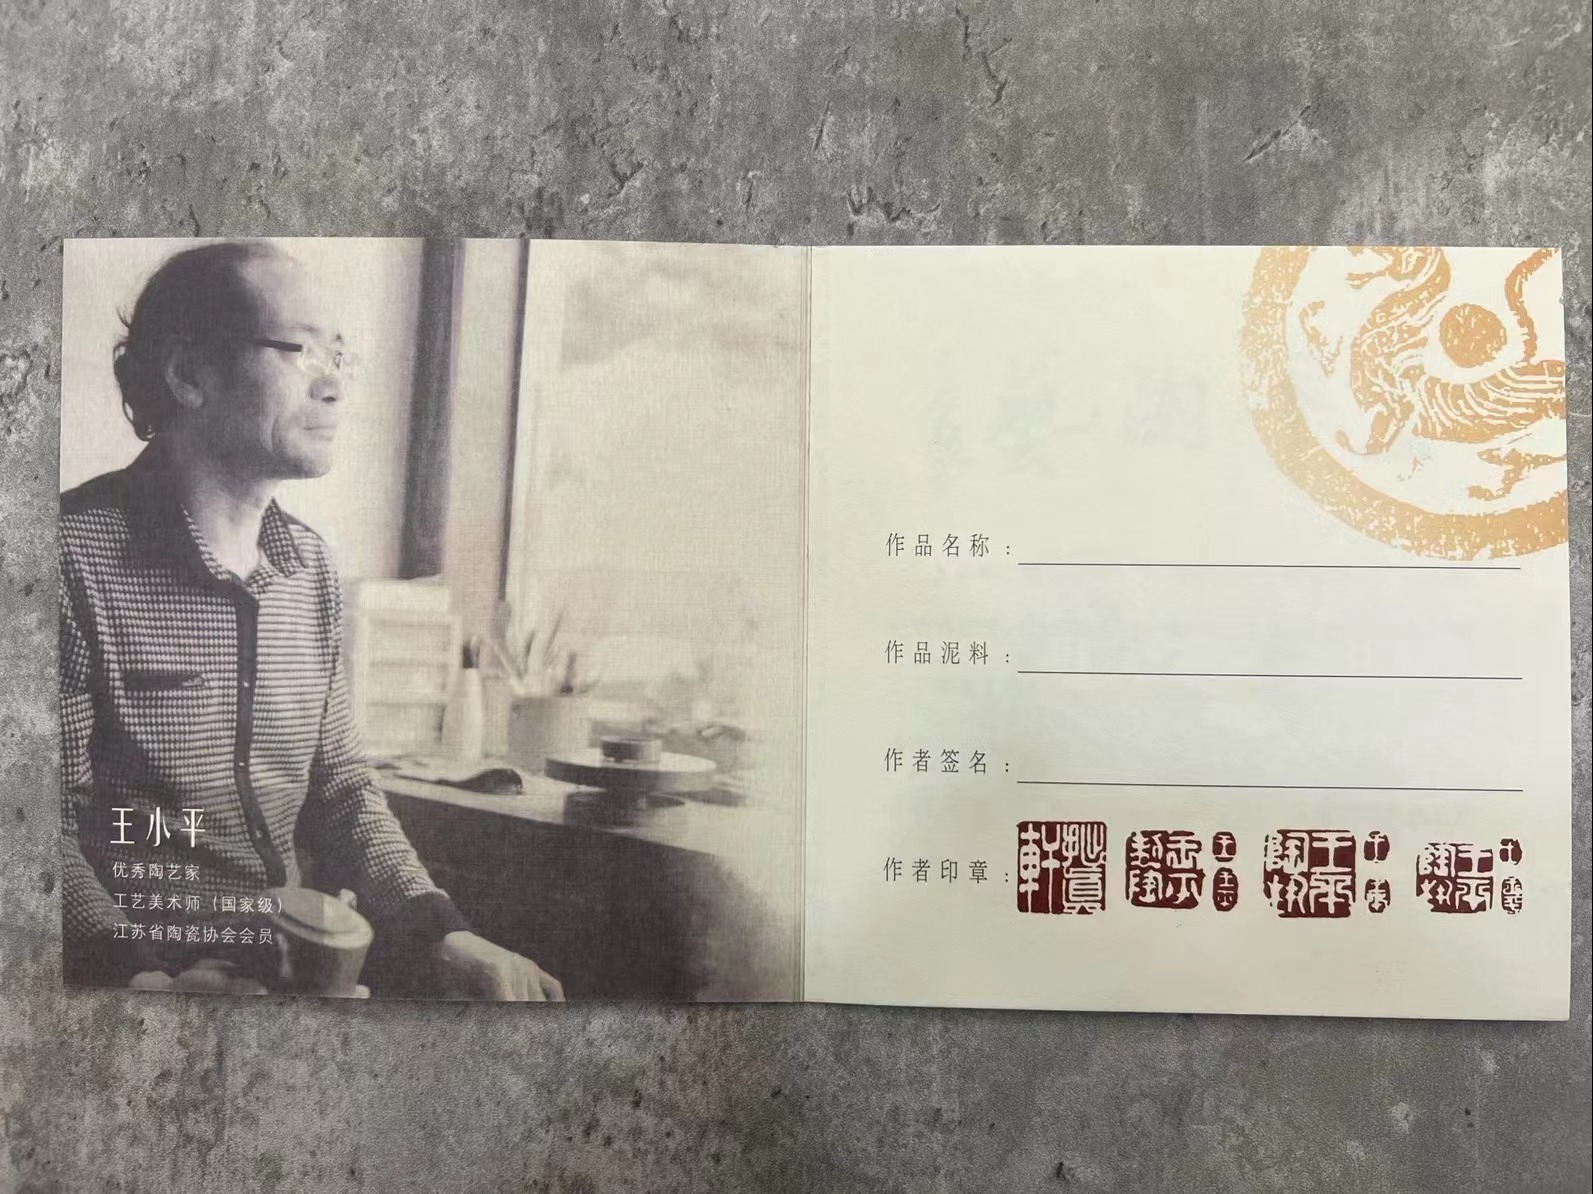 王小平
优秀陶艺家
工艺美术师（国家级）
江苏省陶瓷协会会员
作品名称：
作品泥料：
作者签名：
作者印章：